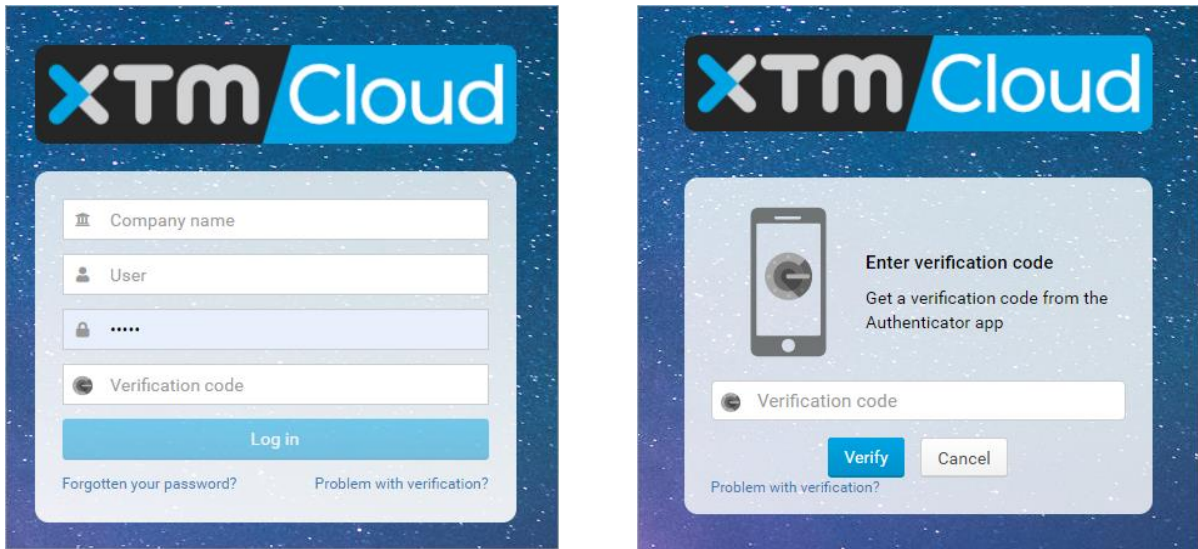 XTM Cloud
Company name
User
•••••
Verification code
Log in
Forgotten your password? Problem with verification?
XTM Cloud
Enter verification code
Get a verification code from the
Authenticator app
Verification code
Verify Cancel
Problem with verification?